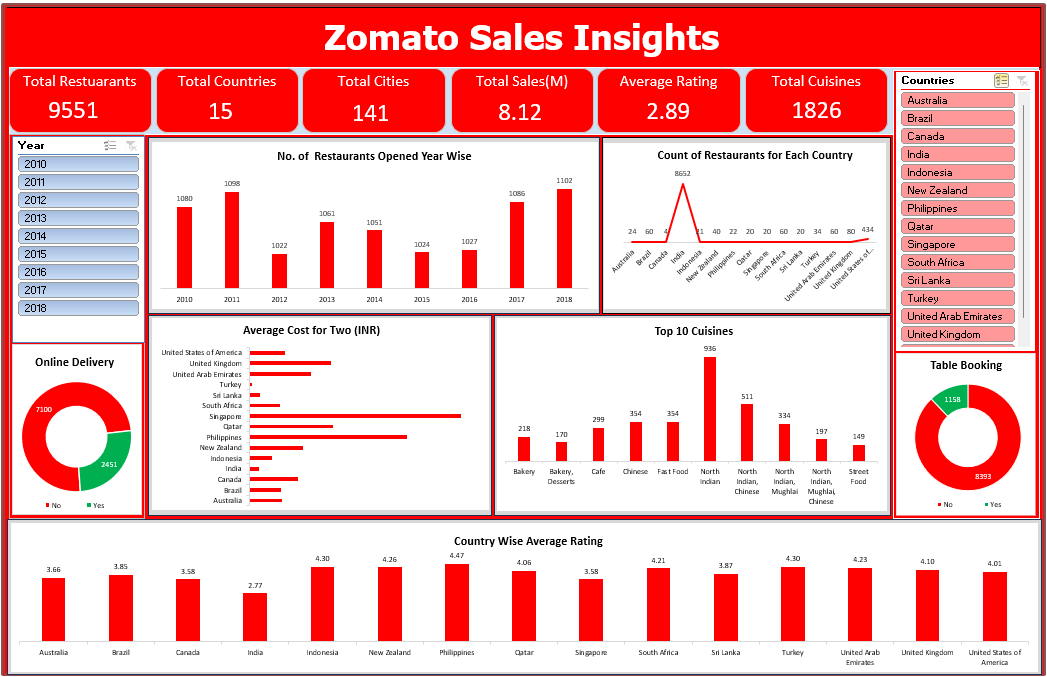 Zomato Sales Insights
Total Restuarants
9551
Total Countries
15
Total Cities
141
Total Sales(M)
8.12
Average Rating
2.89
Total Cuisines
1826
Countries
Australia
Brazil
Canada
India
Indonesia
New Zealand
Philippines
Qatar
Singapore
South Africa
Sri Lanka
Turkey
United Arab Emirates
United Kingdom
Year
2010
2011
2012
2013
2014
2015
2016
2017
2018
No. of Restaurants Opened Year Wise
1080 1098 1022 1061 1051 1024 1027 1086 1102
2010 2011 2012 2013 2014 2015 2016 2017 2018
Count of Restaurants for Each Country
8652
24 60 4 21 40 22 20 20 60 20 34 60 80 434
Australia
Brazil
Canada
India
Indonesia
New Zealand
Philippines
Qatar
Singapore
South Africa
Sri Lanka
Turkey
United Arab Emirates
United Kingdom
United States of...
Online Delivery
7100
2451
No Yes
Average Cost for Two (INR)
United States of America
United Kingdom
United Arab Emirates
Turkey
Sri Lanka
South Africa
Singapore
Qatar
Philippines
New Zealand
Indonesia
India
Canada
Brazil
Australia
Top 10 Cuisines
218 170 299 354 354 936 511 334 197 149
Bakery
Bakery,
Desserts
Cafe
Chinese
Fast Food
North
Indian
North
Indian,
Chinese
North
Indian,
Mughlai
North
Indian,
Mughlai,
Chinese
Street
Food
Table Booking
1158
8393
No Yes
Country Wise Average Rating
3.66 3.85 3.58 2.77 4.30 4.26 4.47 4.06 3.58 4.21 3.87 4.30 4.23 4.10 4.01
Australia
Brazil
Canada
India
Indonesia
New Zealand
Philippines
Qatar
Singapore
South Africa
Sri Lanka
Turkey
United Arab
Emirates
United Kingdom
United States of
America